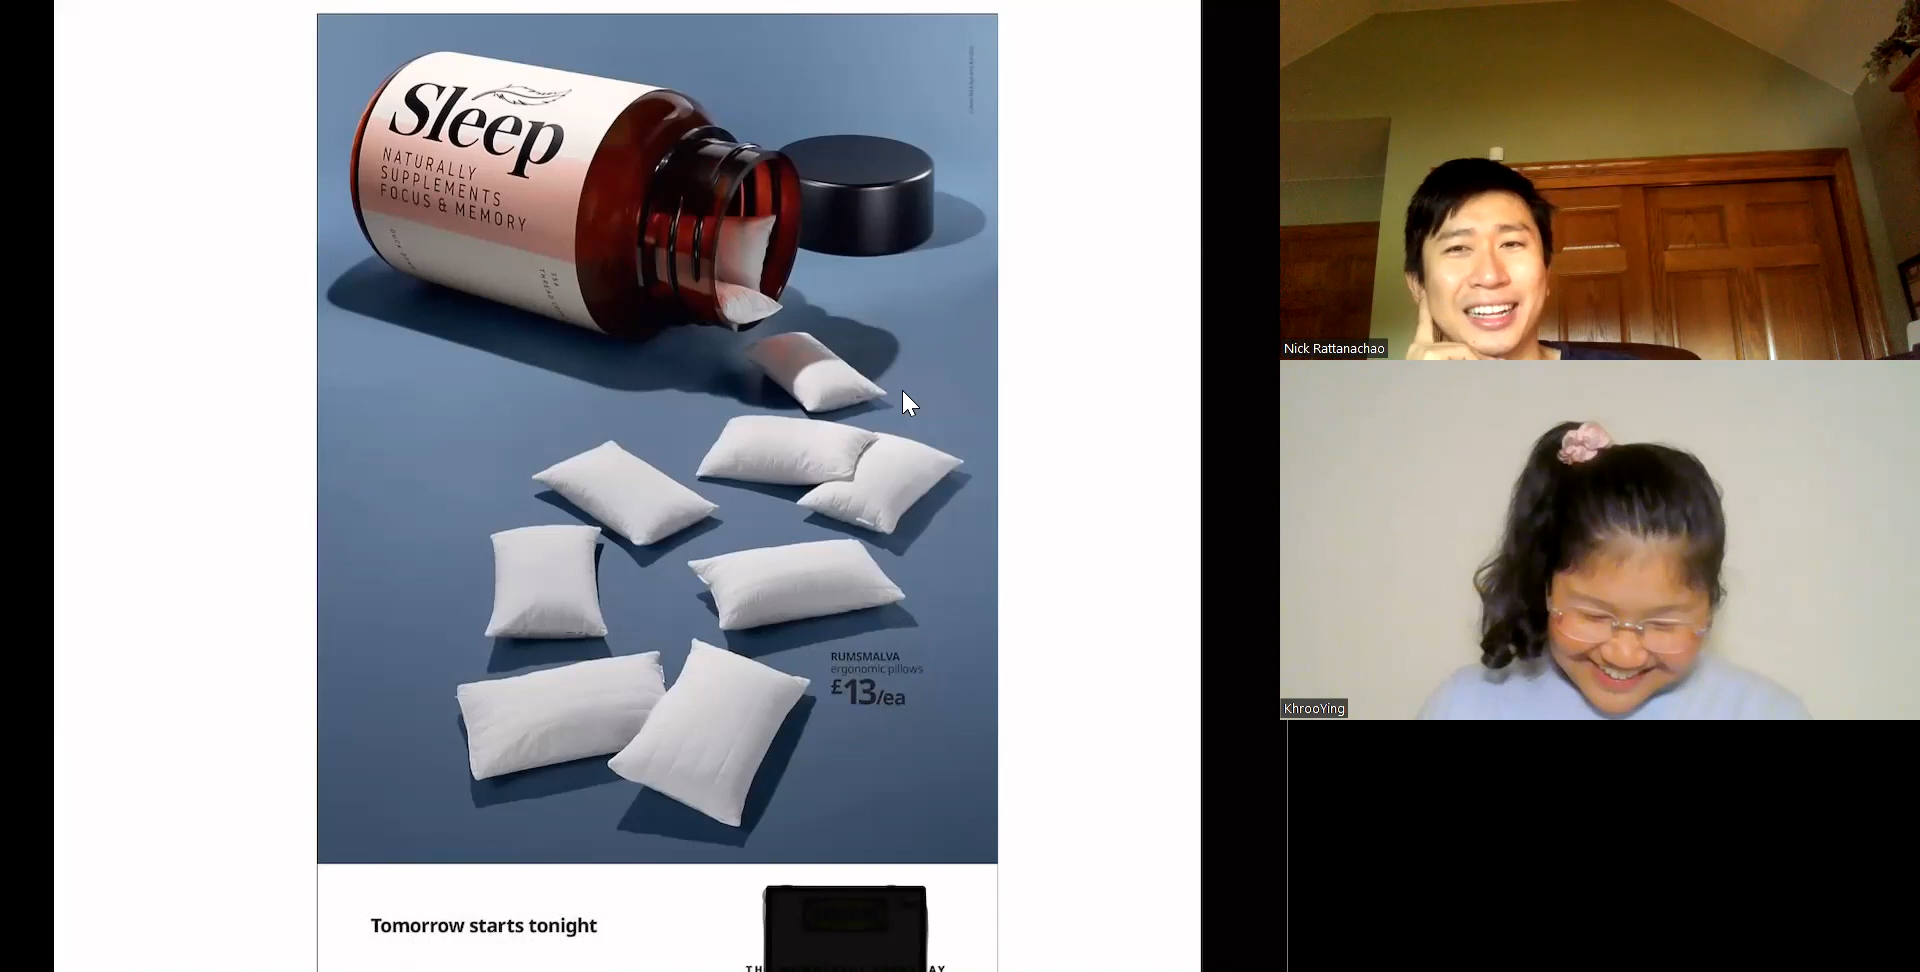 Sleep
NATURALLY
SUPPLEMENTS
FOCUS & MEMORY
RUMSMALVA
ergonomic pillows
£13/ea
Tomorrow starts tonight
Nick Rattanachao
KhrooYing